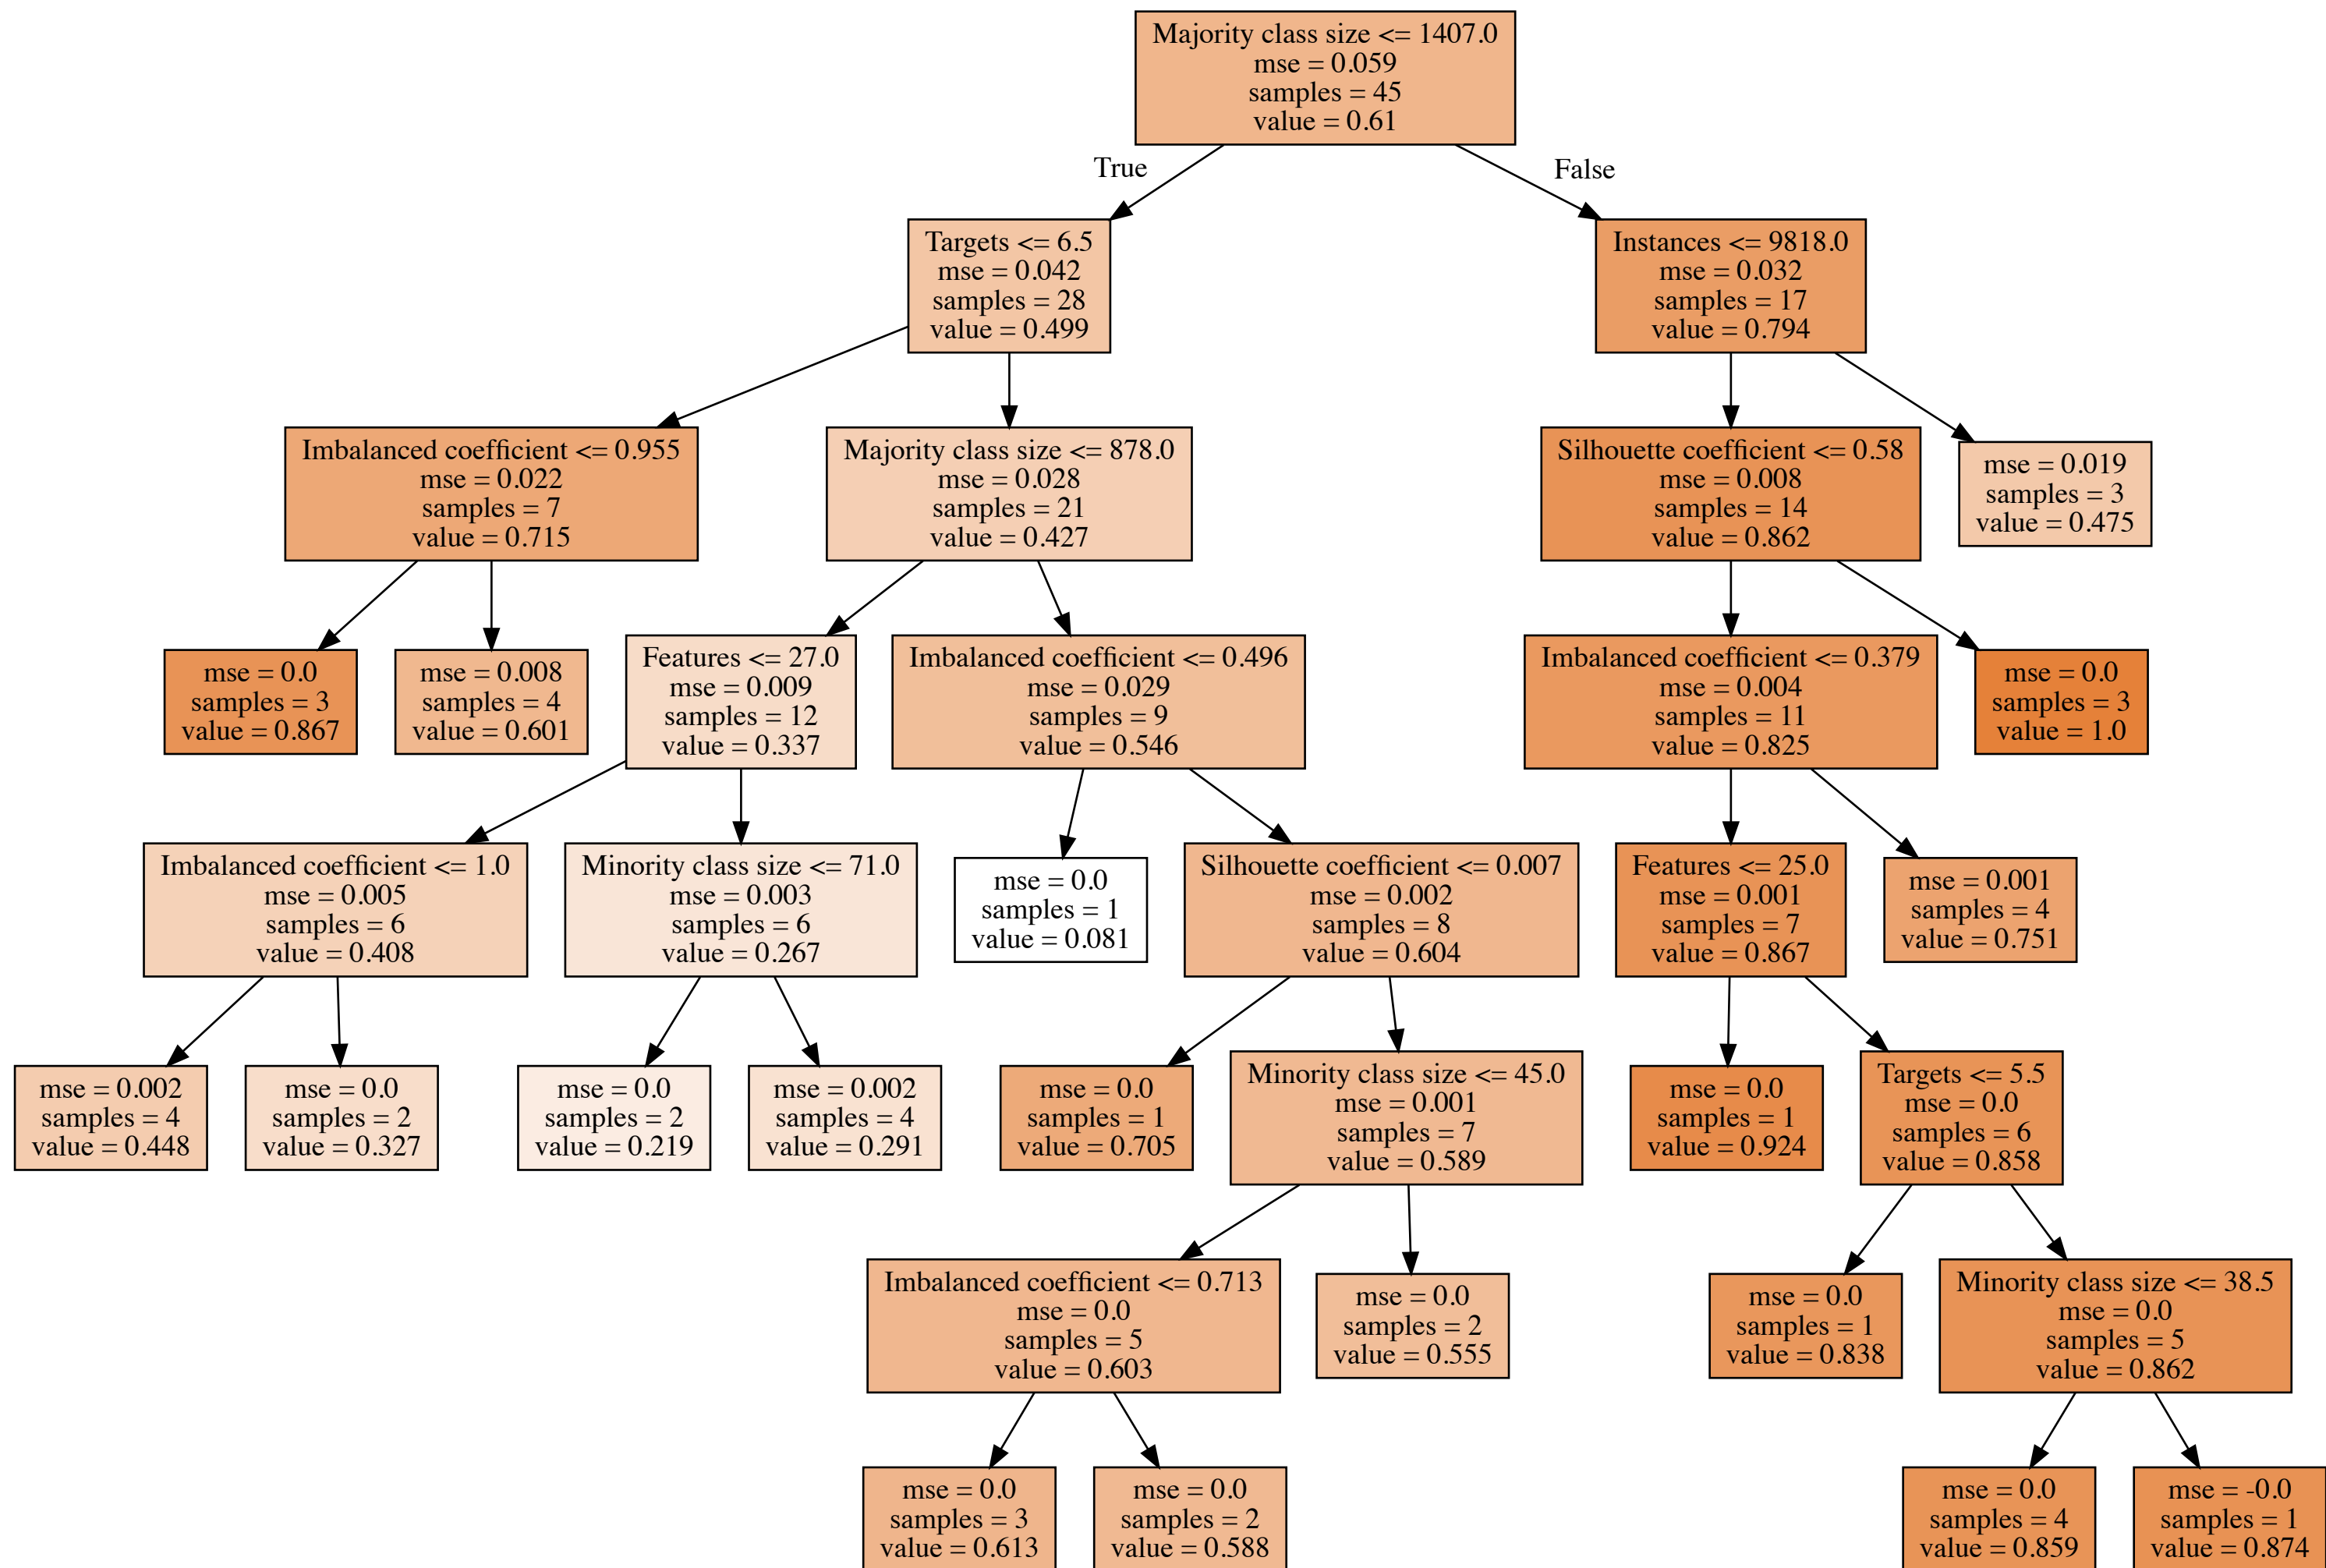 Majority class size <= 1407.0
mse = 0.059
samples = 45
value = 0.61
True
False
Targets <= 6.5
mse = 0.042
samples = 28
value = 0.499
Instances <= 9818.0
mse = 0.032
samples = 17
value = 0.794
Imbalanced coefficient <= 0.955
mse = 0.022
samples = 7
value = 0.715
Majority class size <= 878.0
mse = 0.028
samples = 21
value = 0.427
Silhouette coefficient <= 0.58
mse = 0.008
samples = 14
value = 0.862
mse = 0.019
samples = 3
value = 0.475
mse = 0.0
samples = 3
value = 0.867
mse = 0.008
samples = 4
value = 0.601
Features <= 27.0
mse = 0.009
samples = 12
value = 0.337
Imbalanced coefficient <= 0.496
mse = 0.029
samples = 9
value = 0.546
Imbalanced coefficient <= 0.379
mse = 0.004
samples = 11
value = 0.825
mse = 0.0
samples = 3
value = 1.0
Imbalanced coefficient <= 1.0
mse = 0.005
samples = 6
value = 0.408
Minority class size <= 71.0
mse = 0.003
samples = 6
value = 0.267
mse = 0.0
samples = 1
value = 0.081
Silhouette coefficient <= 0.007
mse = 0.002
samples = 8
value = 0.604
Features <= 25.0
mse = 0.001
samples = 7
value = 0.867
mse = 0.001
samples = 4
value = 0.751
mse = 0.002
samples = 4
value = 0.448
mse = 0.0
samples = 2
value = 0.327
mse = 0.0
samples = 2
value = 0.219
mse = 0.002
samples = 4
value = 0.291
mse = 0.0
samples = 1
value = 0.705
Minority class size <= 45.0
mse = 0.001
samples = 7
value = 0.589
mse = 0.0
samples = 1
value = 0.924
Targets <= 5.5
mse = 0.0
samples = 6
value = 0.858
Imbalanced coefficient <= 0.713
mse = 0.0
samples = 5
value = 0.603
mse = 0.0
samples = 2
value = 0.555
mse = 0.0
samples = 1
value = 0.838
Minority class size <= 38.5
mse = 0.0
samples = 5
value = 0.862
mse = 0.0
samples = 3
value = 0.613
mse = 0.0
samples = 2
value = 0.588
mse = 0.0
samples = 4
value = 0.859
mse = -0.0
samples = 1
value = 0.874